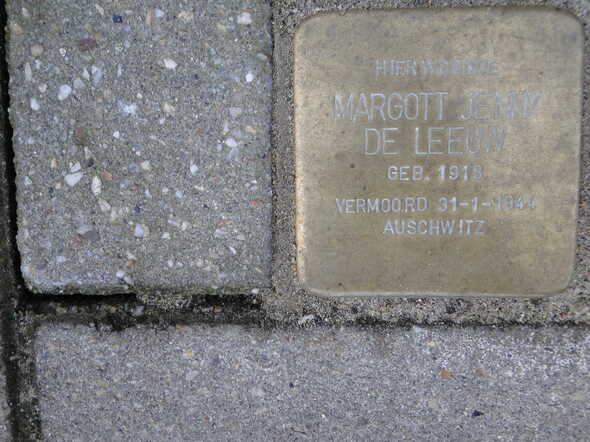 HIER WOONDE
MARGOTT JENNY
DE LEEUW
GEB. 1918
VERMOORD 31-1-1944
AUSCHWITZ